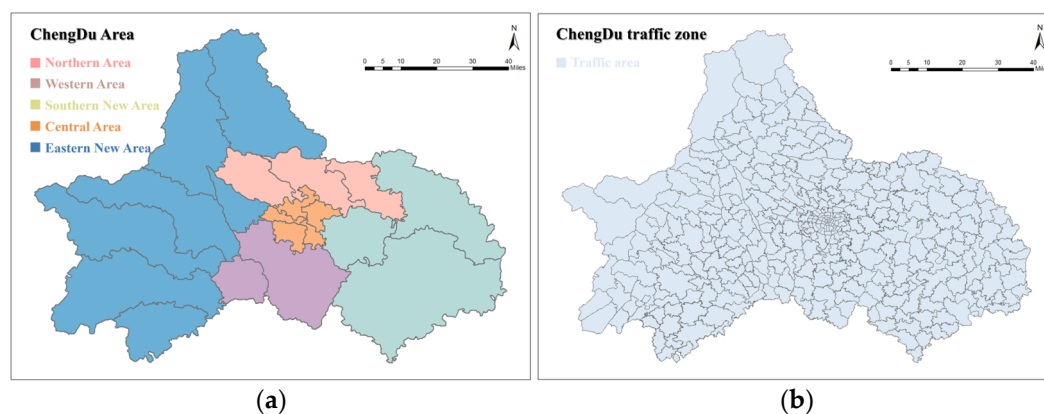 ChengDu Area
Northern Area
Western Area
Southern New Area
Central Area
Eastern New Area
N
0 5 10 20 30 40
Miles
ChengDu traffic zone
Traffic area
N
0 5 10 20 30 40
Miles
(a)
(b)